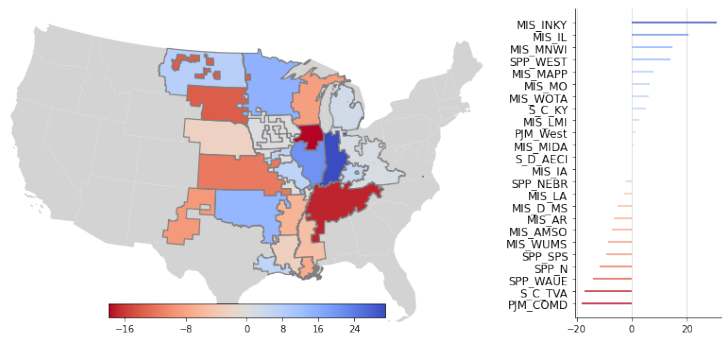 MIS_INKY
MIS_IL
MIS_MNWI
SPP_WEST
MIS_MAPP
MIS_MO
MIS_WOTA
S_C_KY
MIS_LMI
PJM_West
MIS_MIDA
S_D_AECI
MIS_IA
SPP_NEBR
MIS_LA
MIS_D_MS
MIS_AR
MIS_AMSO
MIS_WUMS
SPP_SPS
SPP_N
SPP_WAUE
S_C_TVA
PJM_COMD
−20 0 20
−16 −8 0 8 16 24